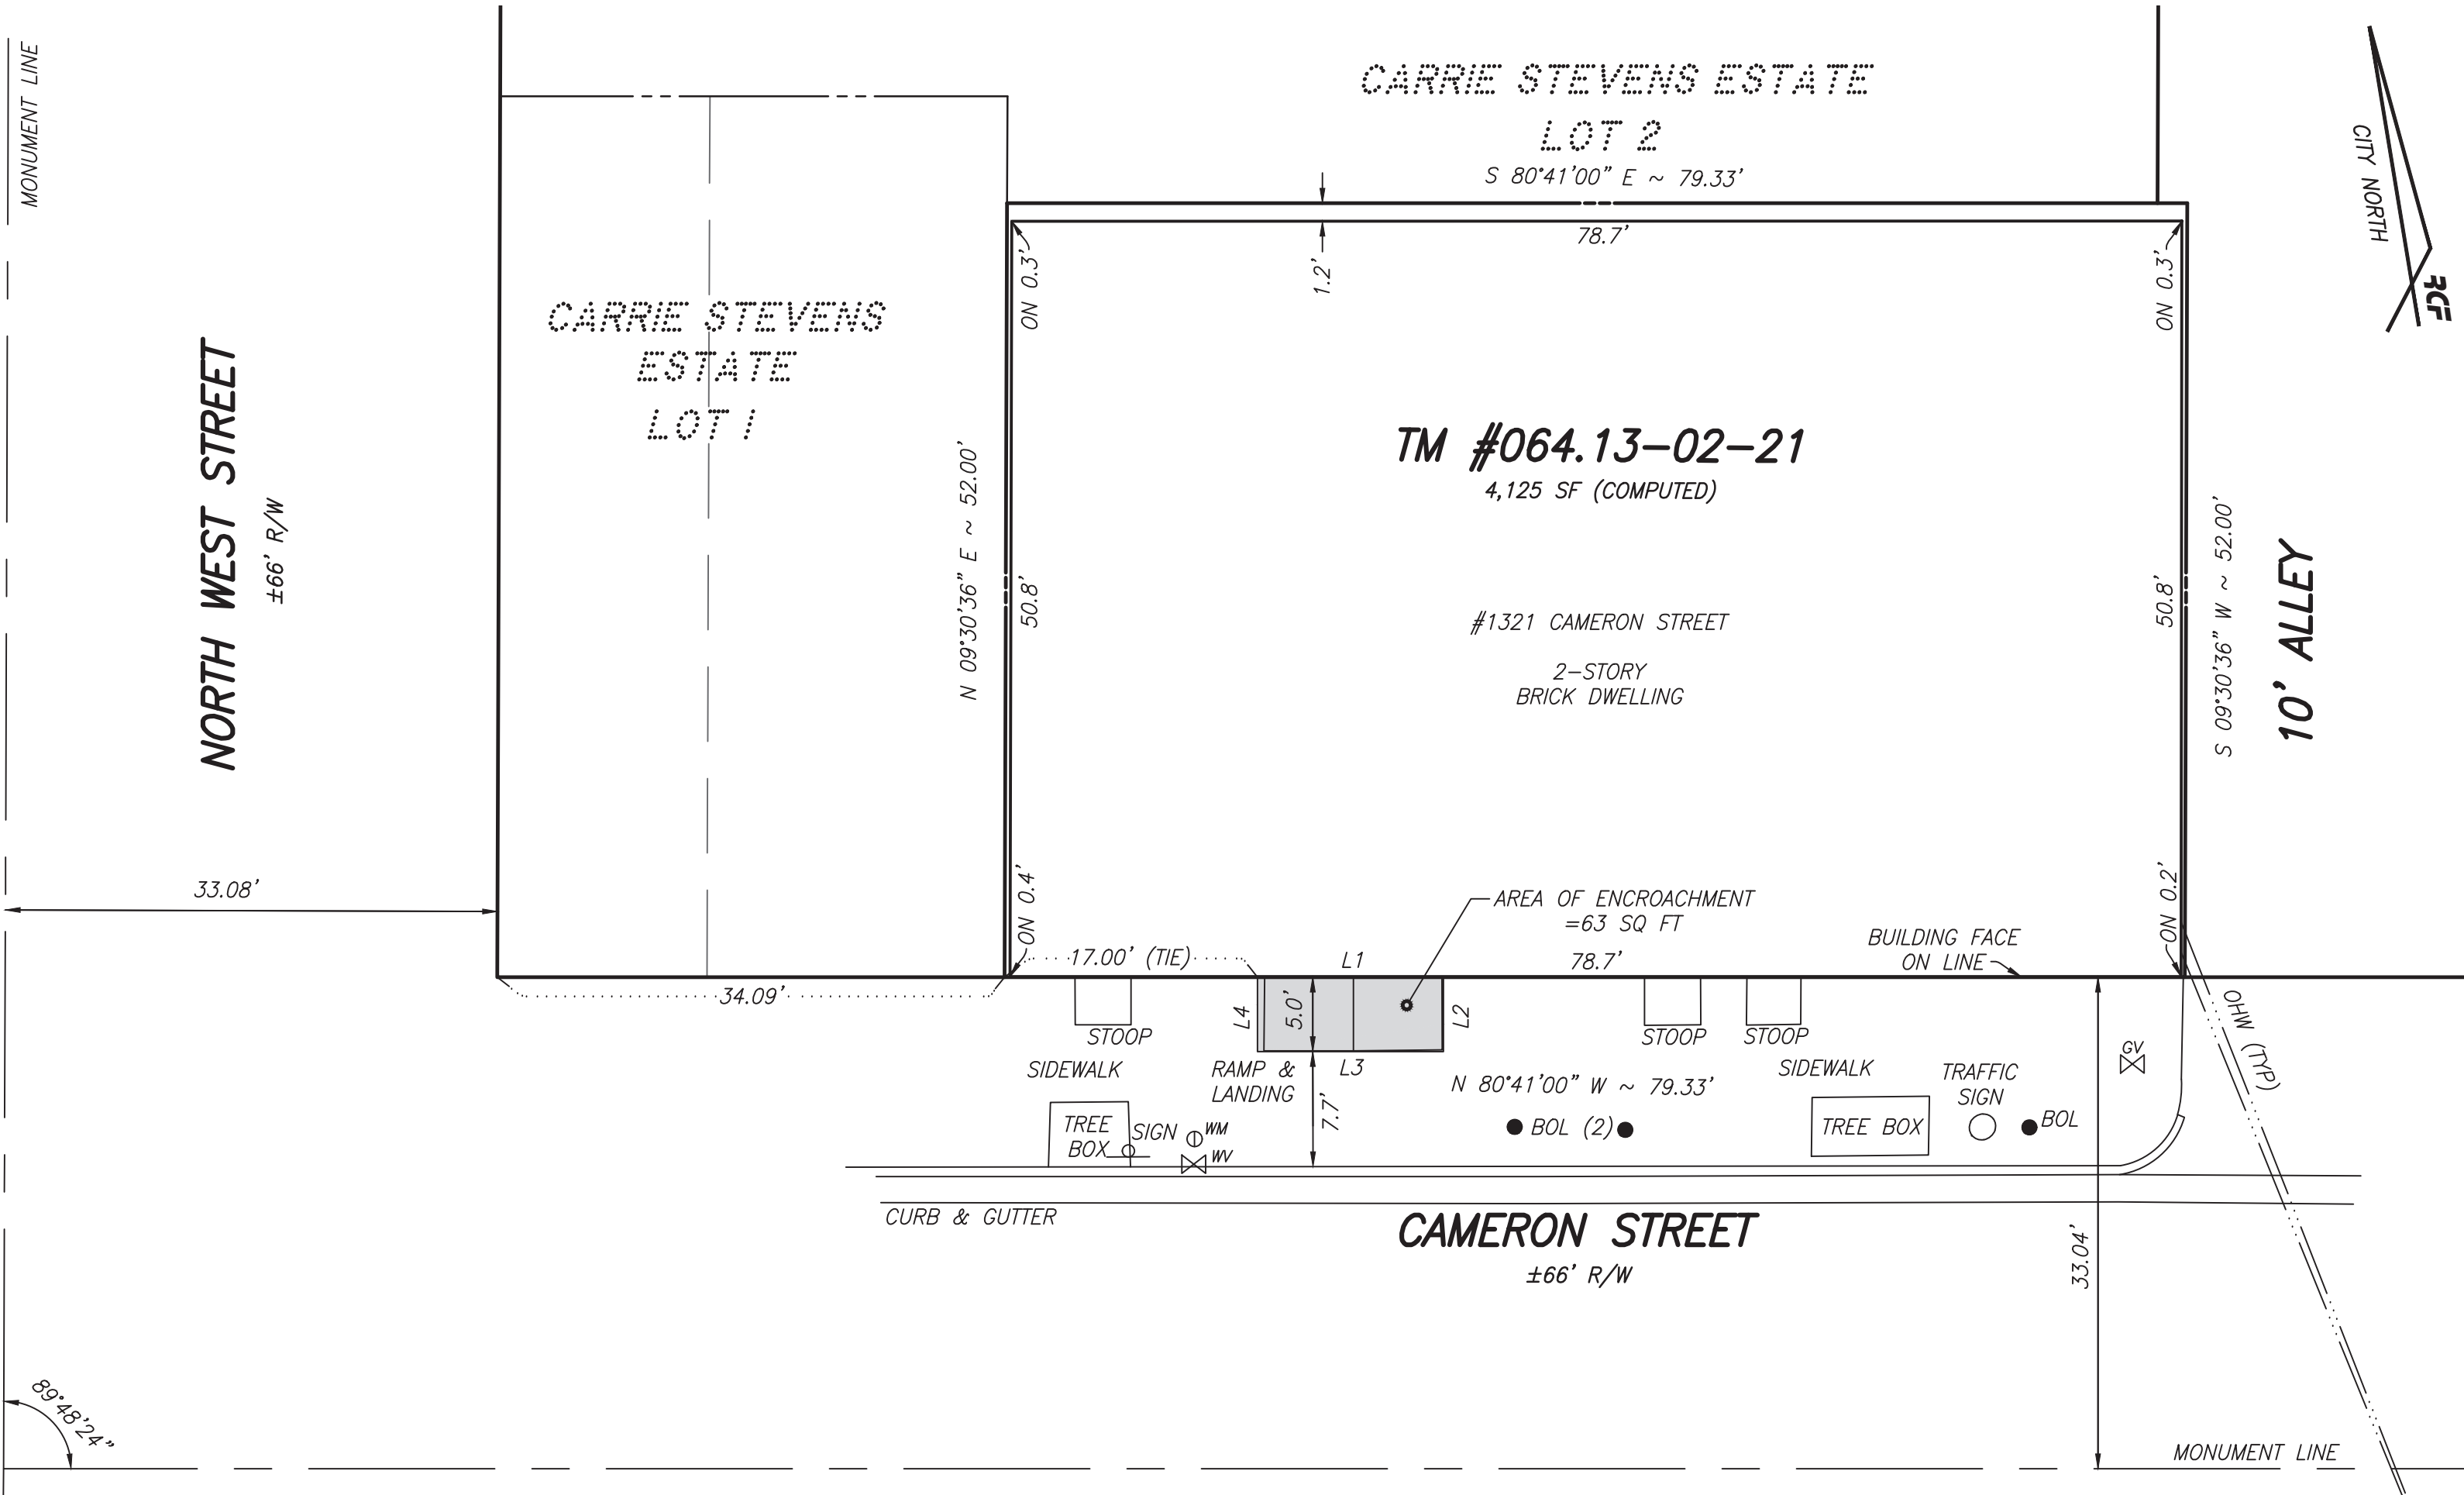 MONUMENT LINE
CARRIE STEVENS ESTATE
LOT 2
S 80°41'00" E ~ 79.33'
CITY NORTH
RCF
78.7'
1.2'
ON 0.3'
ON 0.3'
CARRIE STEVENS
ESTATE
LOT 1
NORTH WEST STREET
±66' R/W
N 09°30'36" E ~ 52.00'
50.8'
TM #064.13-02-21
4,125 SF (COMPUTED)
#1321 CAMERON STREET
2-STORY
BRICK DWELLING
50.8'
S 09°30'36" W ~ 52.00'
10' ALLEY
33.08'
ON 0.4'
AREA OF ENCROACHMENT
=63 SQ FT
ON 0.2'
BUILDING FACE
ON LINE
17.00' (TIE)
L1
78.7'
34.09'
STOOP
L4
5.0'
L2
STOOP
STOOP
OHW (TYP)
SIDEWALK
RAMP &
LANDING
L3
7.7'
N 80°41'00" W ~ 79.33'
SIDEWALK
TRAFFIC
SIGN
GV
TREE
BOX
SIGN
WM
WV
BOL (2)
TREE BOX
BOL
CURB & GUTTER
CAMERON STREET
±66' R/W
33.04'
89°48'24"
MONUMENT LINE